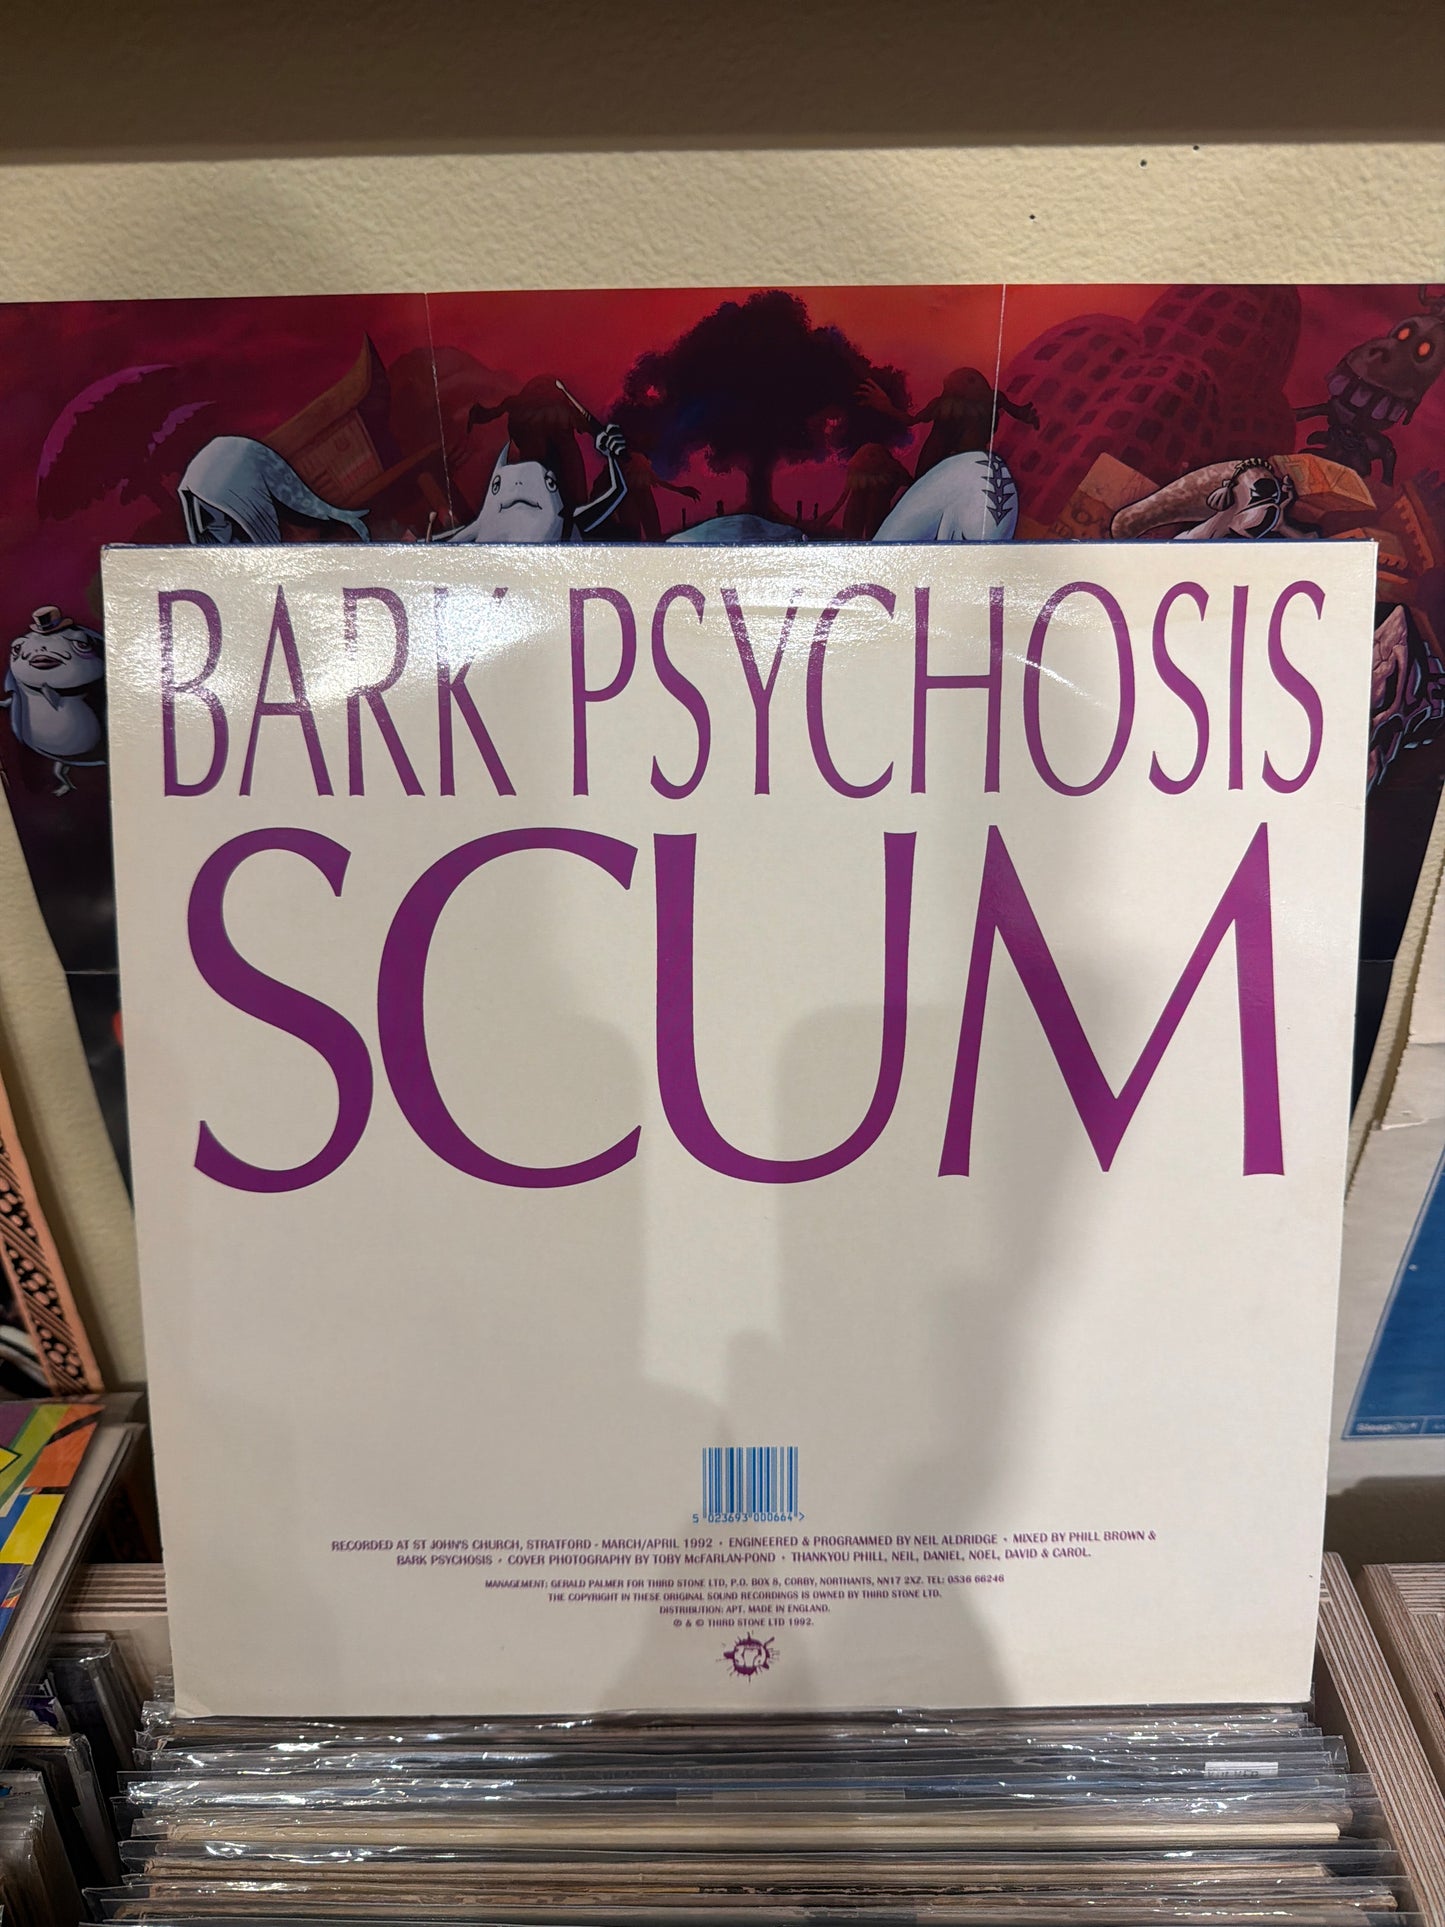 BARK PSYCHOSIS
SCUM
5 023693 000664 >
RECORDED AT ST JOHN'S CHURCH, STRATFORD - MARCH/APRIL 1992 • ENGINEERED & PROGRAMMED BY NEIL ALDRIDGE • MIXED BY PHILL BROWN &
BARK PSYCHOSIS • COVER PHOTOGRAPHY BY TOBY McFARLAN-POND • THANKYOU PHILL, NEIL, DANIEL, NOEL, DAVID & CAROL.
MANAGEMENT: GERALD PALMER FOR THIRD STONE LTD, P.O. BOX 8, CORBY, NORTHANTS, NN17 2XZ. TEL: 0536 66246
THE COPYRIGHT IN THESE ORIGINAL SOUND RECORDINGS IS OWNED BY THIRD STONE LTD.
DISTRIBUTION: APT. MADE IN ENGLAND.
℗ & © THIRD STONE LTD 1992.